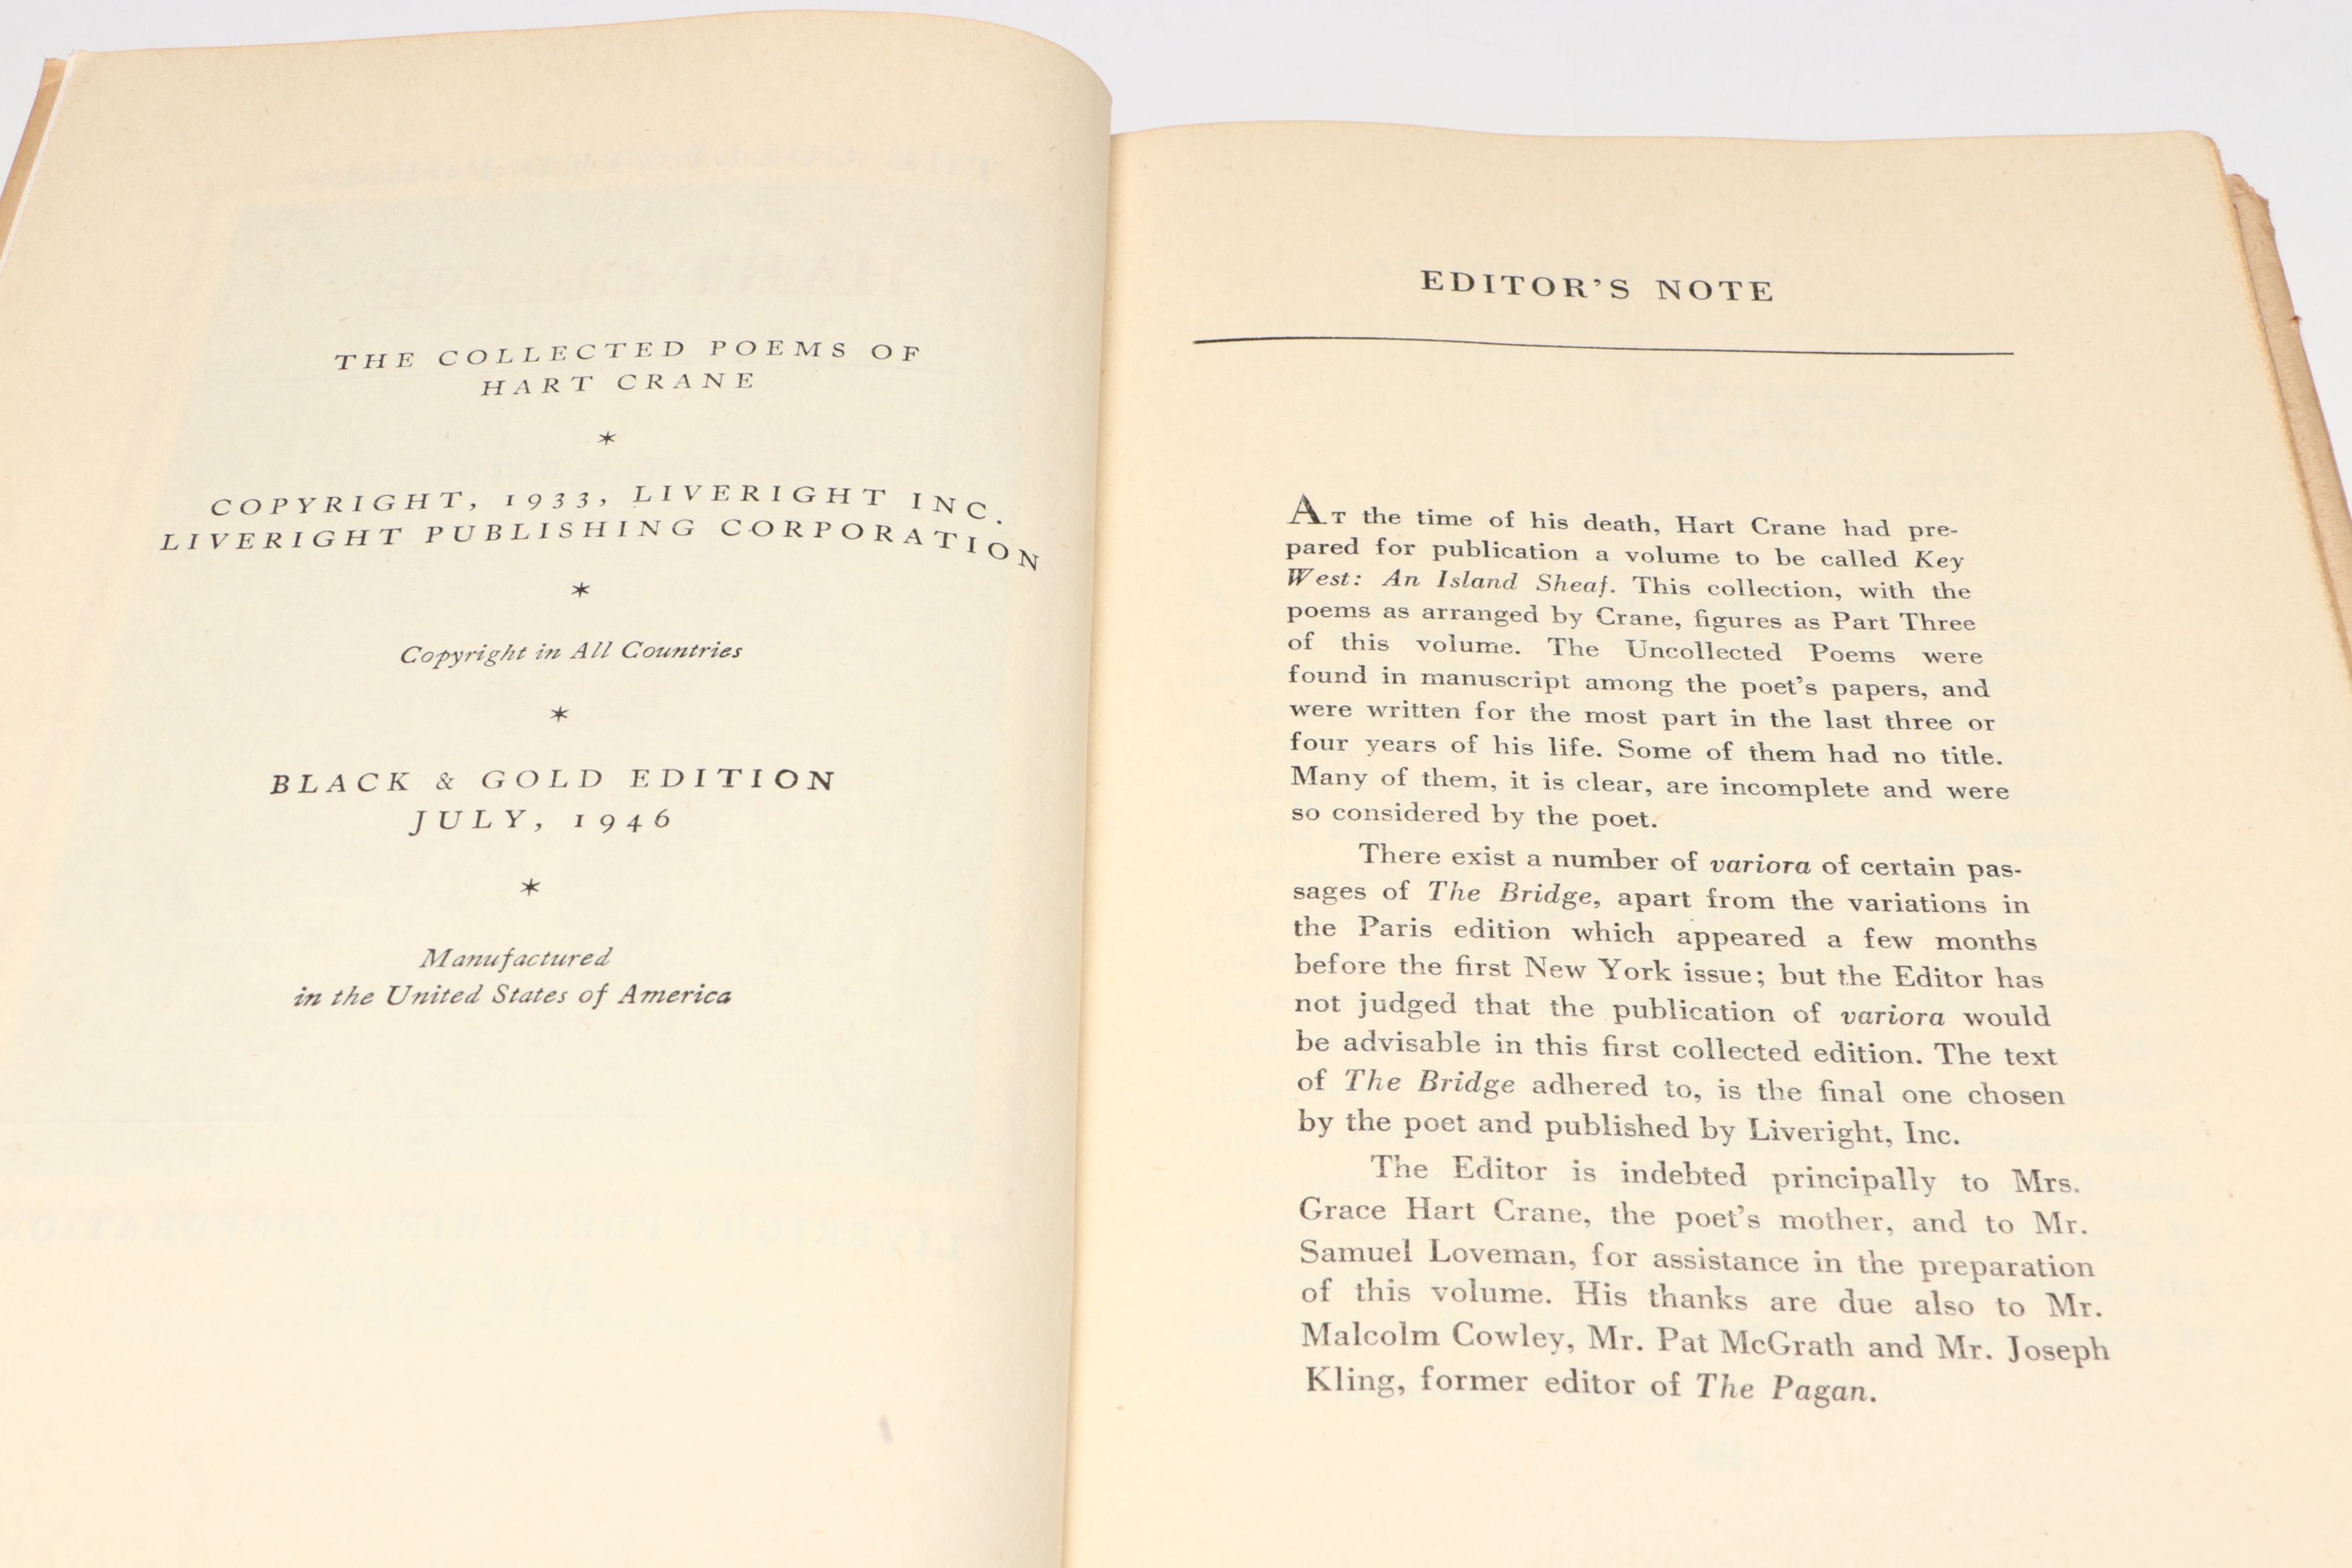 THE COLLECTED POEMS OF
HART CRANE
*
COPYRIGHT, 1933, LIVERIGHT INC.
LIVERIGHT PUBLISHING CORPORATION
*
Copyright in All Countries
*
BLACK & GOLD EDITION
JULY, 1946
*
Manufactured
in the United States of America
EDITOR'S NOTE
AT the time of his death, Hart Crane had pre-
pared for publication a volume to be called Key
West: An Island Sheaf. This collection, with the
poems as arranged by Crane, figures as Part Three
of this volume. The Uncollected Poems were
found in manuscript among the poet's papers, and
were written for the most part in the last three or
four years of his life. Some of them had no title.
Many of them, it is clear, are incomplete and were
so considered by the poet.
There exist a number of variora of certain pas-
sages of The Bridge, apart from the variations in
the Paris edition which appeared a few months
before the first New York issue; but the Editor has
not judged that the publication of variora would
be advisable in this first collected edition. The text
of The Bridge adhered to, is the final one chosen
by the poet and published by Liveright, Inc.
The Editor is indebted principally to Mrs.
Grace Hart Crane, the poet's mother, and to Mr.
Samuel Loveman, for assistance in the preparation
of this volume. His thanks are due also to Mr.
Malcolm Cowley, Mr. Pat McGrath and Mr. Joseph
Kling, former editor of The Pagan.